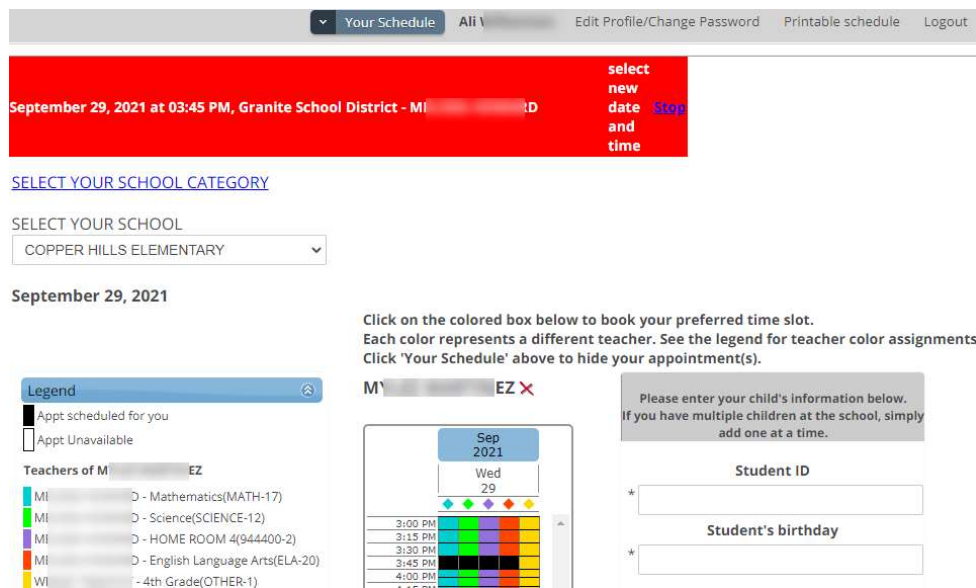 Your Schedule Ali Edit Profile/Change Password Printable schedule Logout
select
new
September 29, 2021 at 03:45 PM, Granite School District - date Stop
and
time
SELECT YOUR SCHOOL CATEGORY
SELECT YOUR SCHOOL
COPPER HILLS ELEMENTARY
September 29, 2021
Click on the colored box below to book your preferred time slot.
Each color represents a different teacher. See the legend for teacher color assignments
Click 'Your Schedule' above to hide your appointment(s).
Legend
Appt scheduled for you
Appt Unavailable
Teachers of
- Mathematics(MATH-17)
- Science(SCIENCE-12)
- HOME ROOM 4(944400-2)
- English Language Arts(ELA-20)
- 4th Grade(OTHER-1)
Sep
2021
Wed
29
3:00 PM
3:15 PM
3:30 PM
3:45 PM
4:00 PM
Please enter your child's information below.
If you have multiple children at the school, simply
add one at a time.
Student ID
*
Student's birthday
*